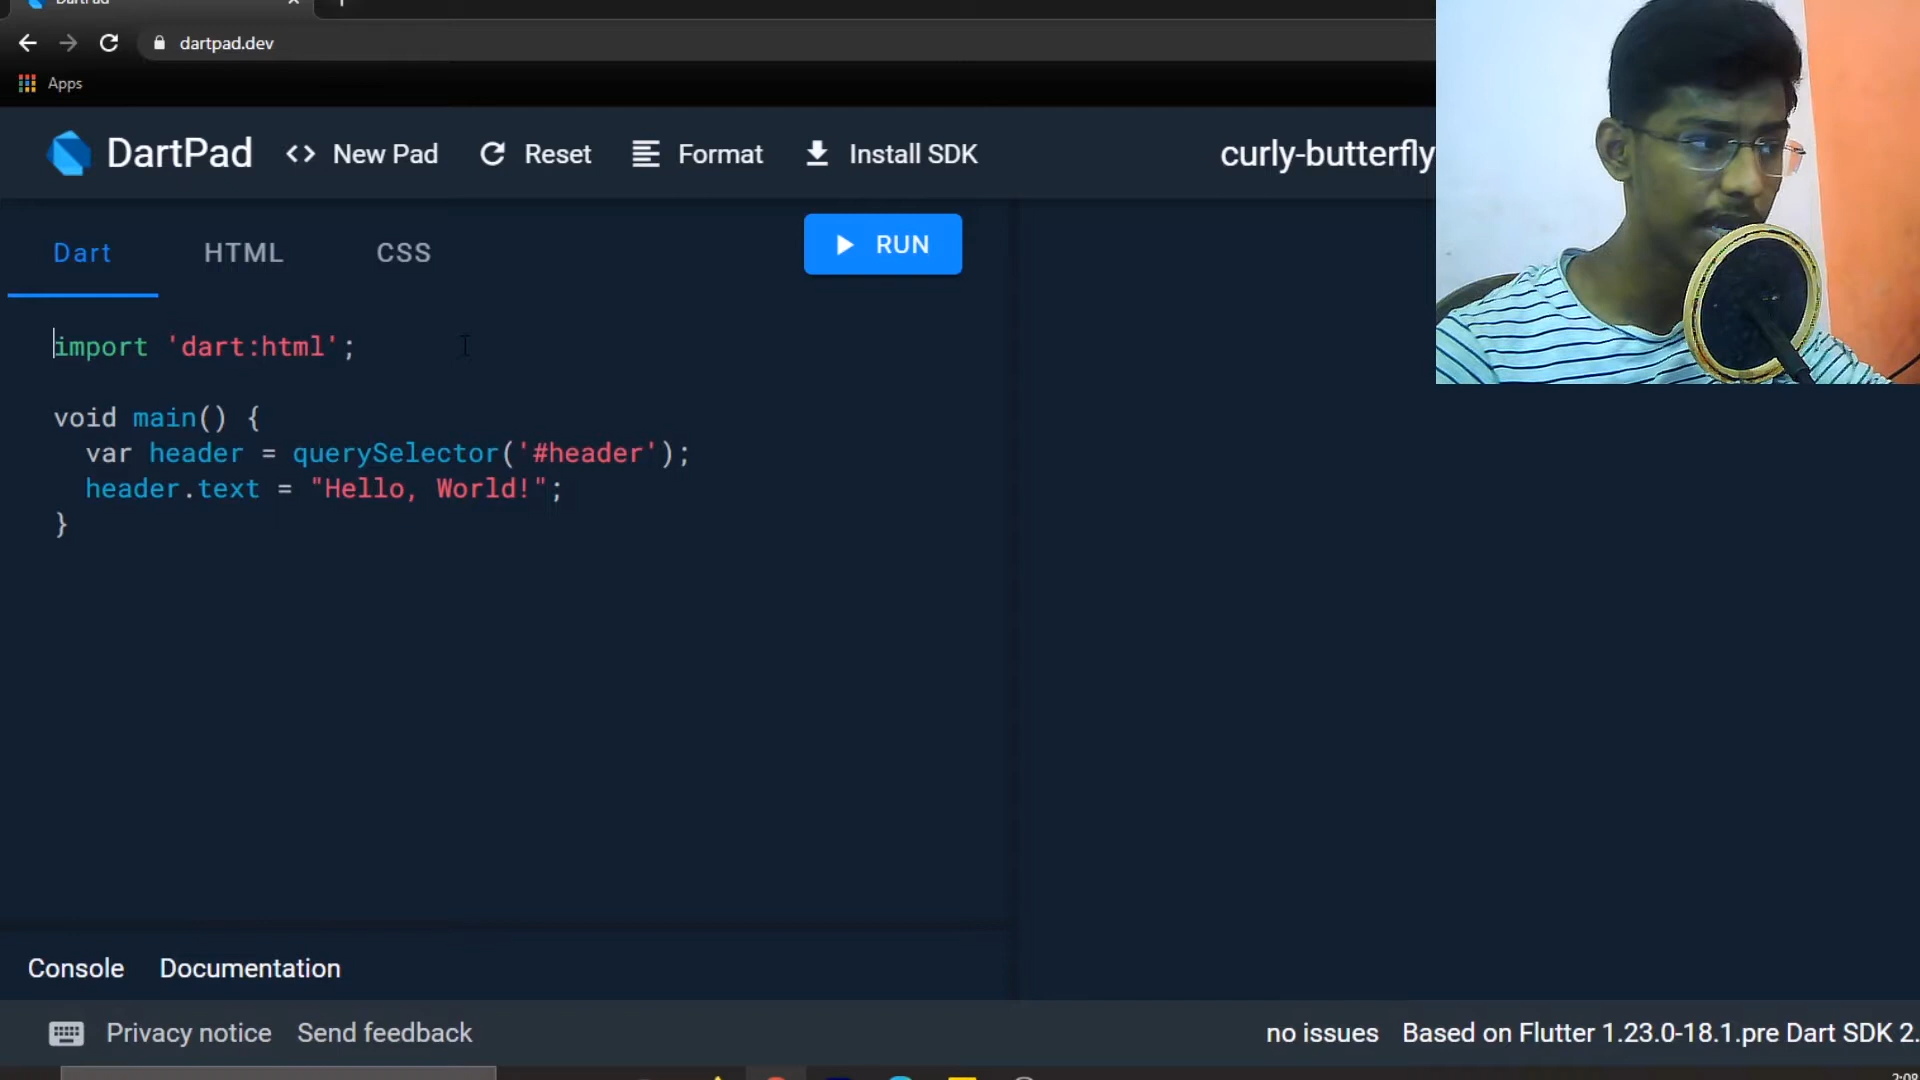 dartpad.dev
Apps
DartPad <> New Pad Reset Format Install SDK curly-butterfly
Dart HTML CSS RUN
import 'dart:html';
void main() {
var header = querySelector('#header');
header.text = "Hello, World!";
}
Console Documentation
Privacy notice Send feedback no issues Based on Flutter 1.23.0-18.1.pre Dart SDK 2.